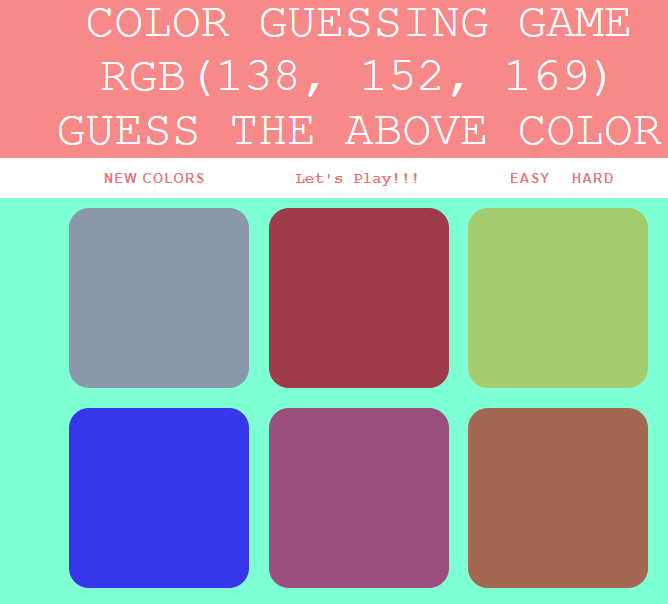 COLOR GUESSING GAME
RGB(138, 152, 169)
GUESS THE ABOVE COLOR
NEW COLORS Let's Play!!! EASY HARD